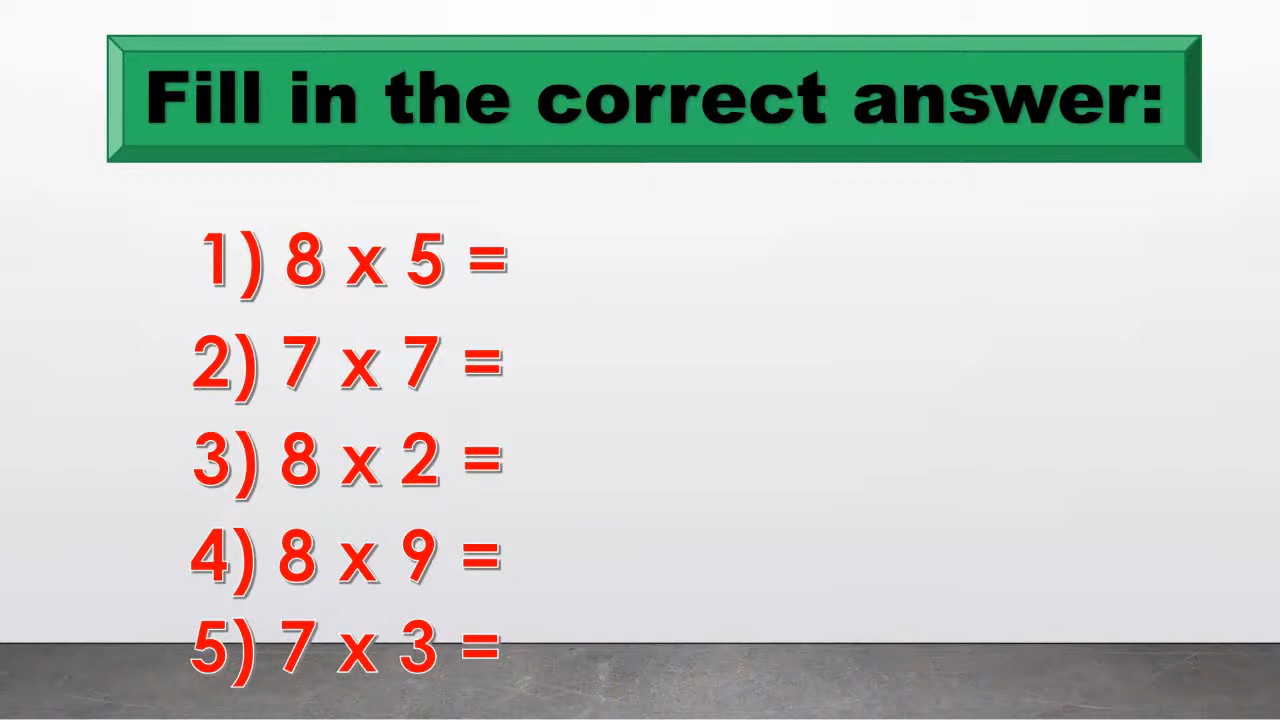 Fill in the correct answer:
1) 8 x 5 =
2) 7 x 7 =
3) 8 x 2 =
4) 8 x 9 =
5) 7 x 3 =